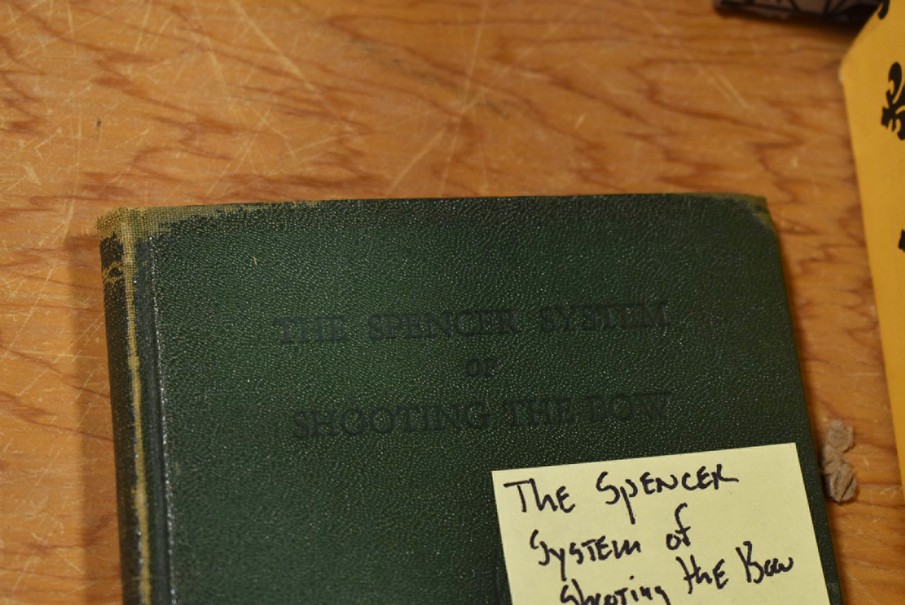 THE SPENCER SYSTEM
OF
SHOOTING THE BOW
THE SPENCER
SYSTEM of
Shooting the Bow